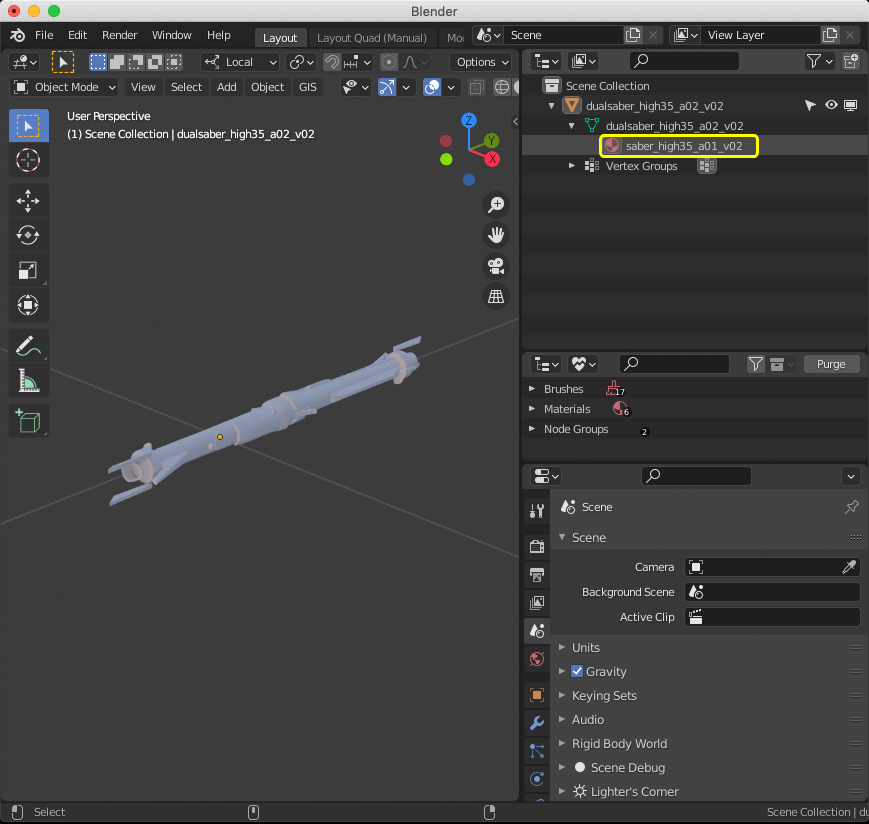 Blender
File Edit Render Window Help Layout Layout Quad (Manual) Mo Scene View Layer
Local Options
Object Mode View Select Add Object GIS
User Perspective
(1) Scene Collection | dualsaber_high35_a02_v02
Z
Y
X
Scene Collection
dualsaber_high35_a02_v02
dualsaber_high35_a02_v02
saber_high35_a01_v02
Vertex Groups
Purge
Brushes 17
Materials 6
Node Groups 2
Scene
Scene
Camera
Background Scene
Active Clip
Units
Gravity
Keying Sets
Audio
Rigid Body World
Scene Debug
Lighter's Corner
Select Scene Collection | du